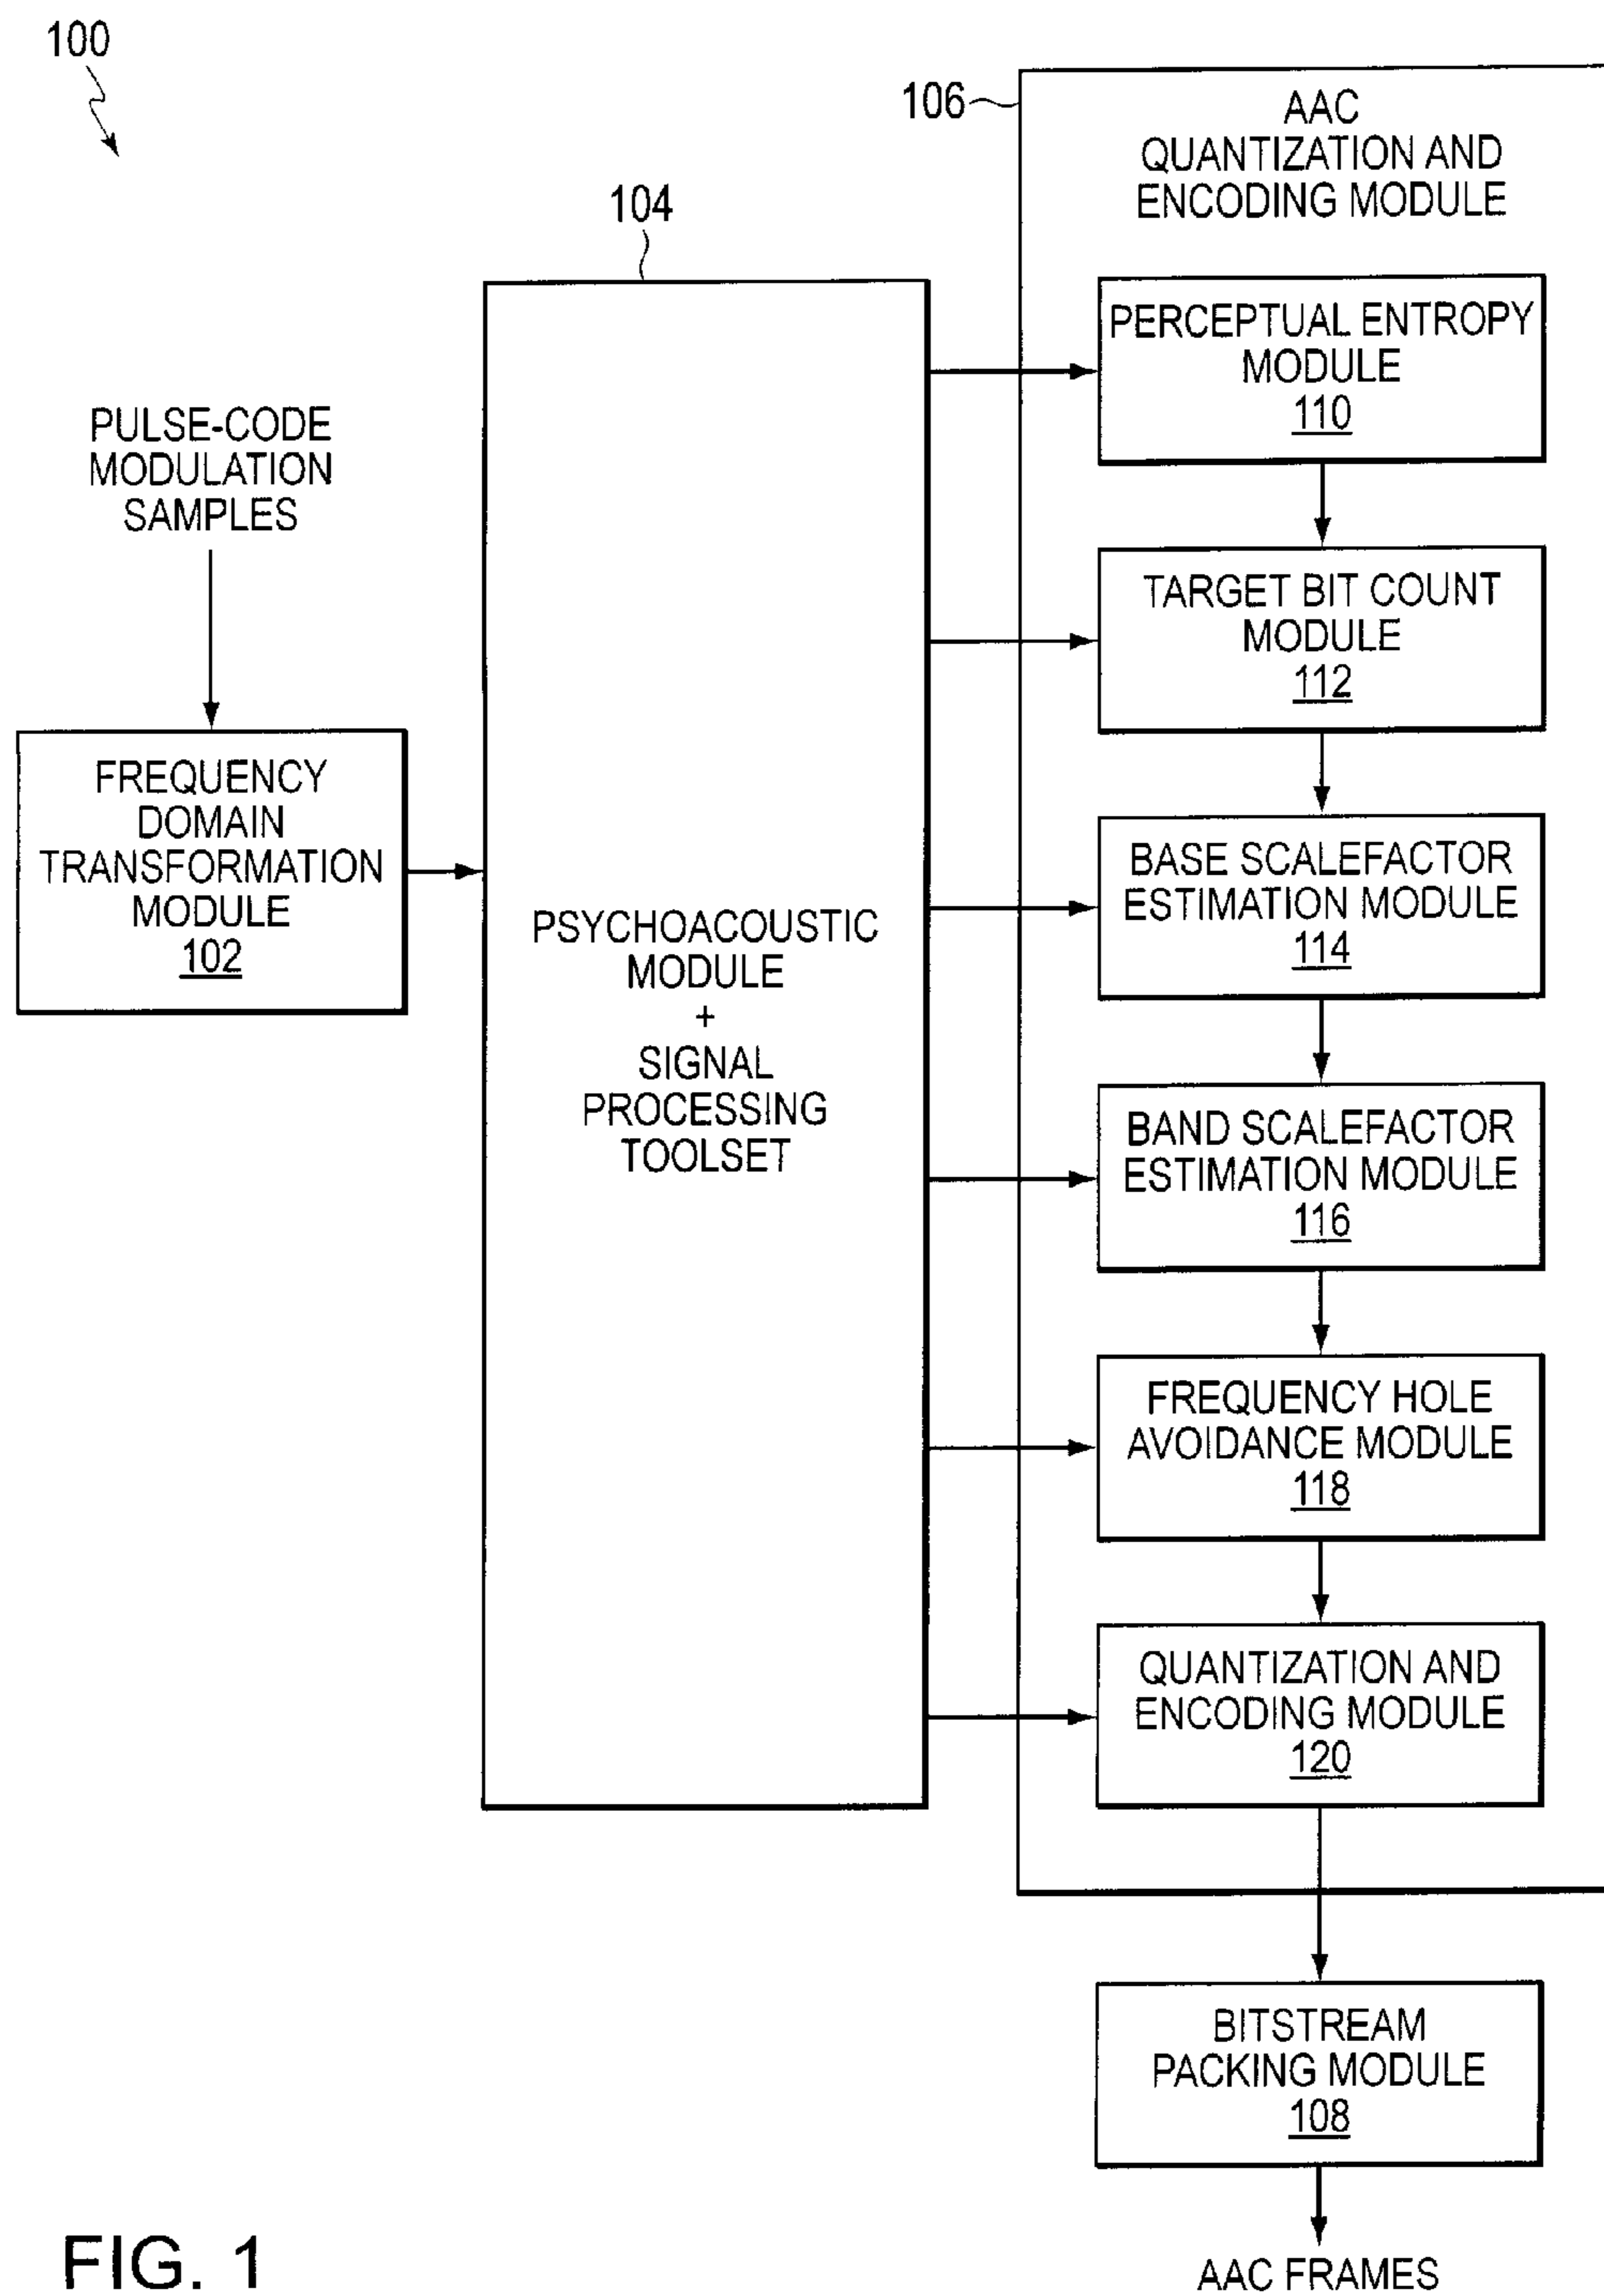 100
106
AAC
QUANTIZATION AND
ENCODING MODULE
104
PERCEPTUAL ENTROPY
MODULE
110
PULSE-CODE
MODULATION
SAMPLES
TARGET BIT COUNT
MODULE
112
FREQUENCY
DOMAIN
TRANSFORMATION
MODULE
102
PSYCHOACOUSTIC
MODULE
+
SIGNAL
PROCESSING
TOOLSET
BASE SCALEFACTOR
ESTIMATION MODULE
114
BAND SCALEFACTOR
ESTIMATION MODULE
116
FREQUENCY HOLE
AVOIDANCE MODULE
118
QUANTIZATION AND
ENCODING MODULE
120
BITSTREAM
PACKING MODULE
108
AAC FRAMES
FIG. 1